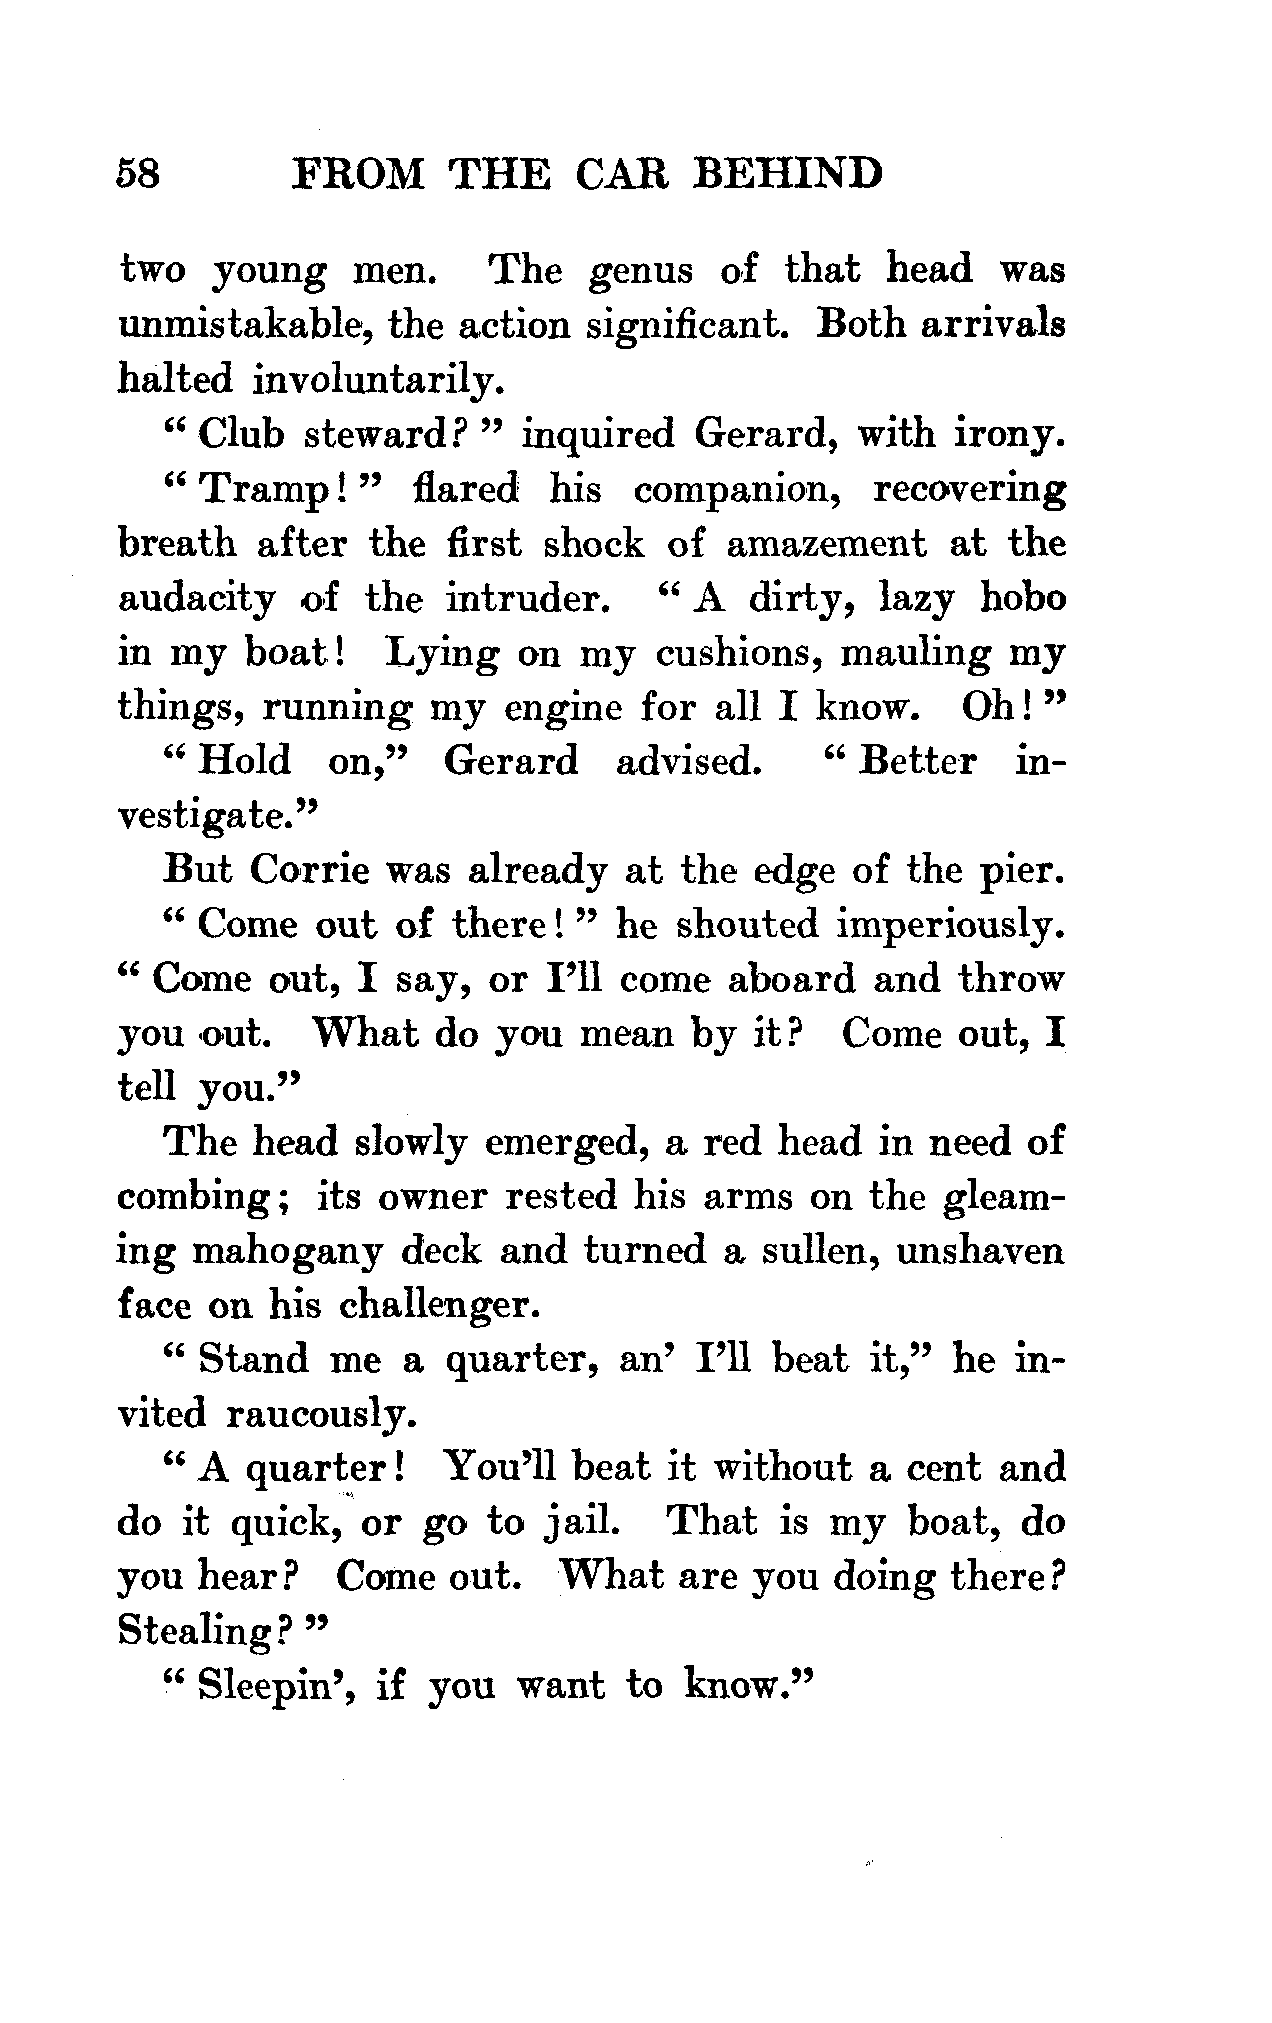 58 FROM THE CAR BEHIND
two young men. The genus of that head was
unmistakable, the action significant. Both arrivals
halted involuntarily.
“ Club steward? ” inquired Gerard, with irony.
“ Tramp! ” flared his companion, recovering
breath after the first shock of amazement at the
audacity of the intruder. “ A dirty, lazy hobo
in my boat! Lying on my cushions, mauling my
things, running my engine for all I know. Oh! ”
“ Hold on,” Gerard advised. “ Better in-
vestigate.”
But Corrie was already at the edge of the pier.
“ Come out of there! ” he shouted imperiously.
“ Come out, I say, or I’ll come aboard and throw
you out. What do you mean by it? Come out, I
tell you.”
The head slowly emerged, a red head in need of
combing; its owner rested his arms on the gleam-
ing mahogany deck and turned a sullen, unshaven
face on his challenger.
“ Stand me a quarter, an’ I’ll beat it,” he in-
vited raucously.
“ A quarter! You’ll beat it without a cent and
do it quick, or go to jail. That is my boat, do
you hear? Come out. What are you doing there?
Stealing? ”
“ Sleepin’, if you want to know.”